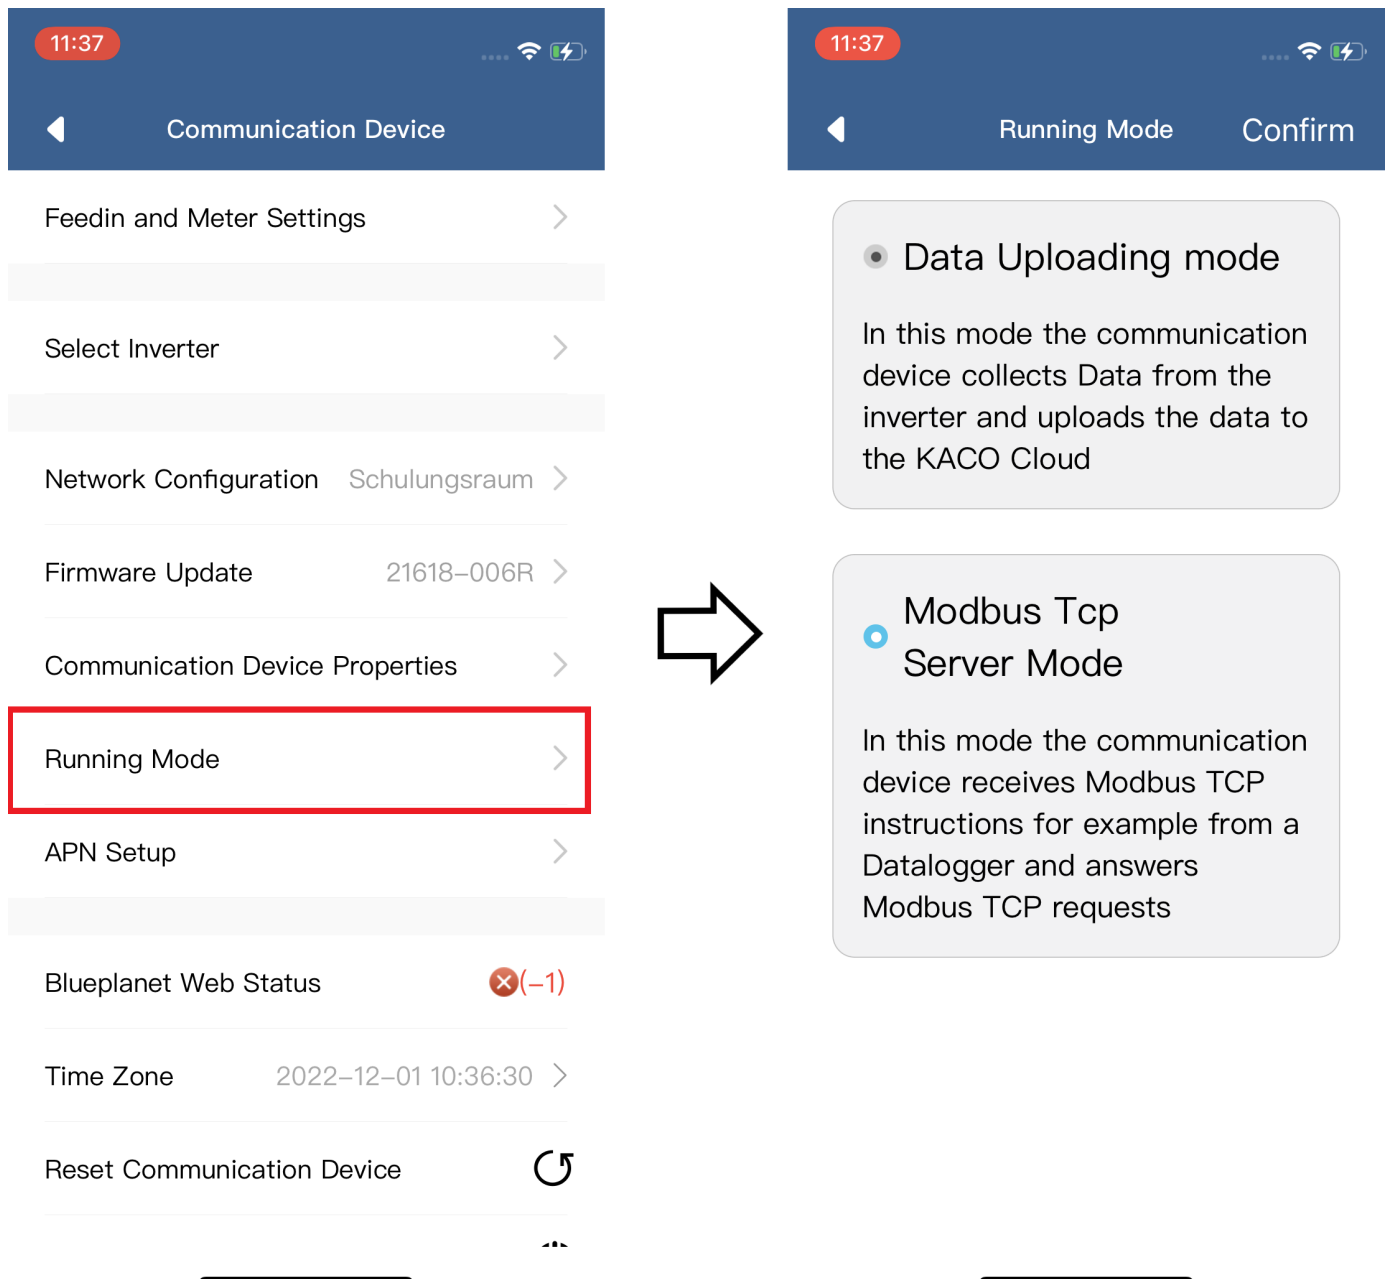 11:37
Communication Device
Feedin and Meter Settings
Select Inverter
Network Configuration Schulungsraum
Firmware Update 21618-006R
Communication Device Properties
Running Mode
APN Setup
Blueplanet Web Status (-1)
Time Zone 2022-12-01 10:36:30
Reset Communication Device
11:37
Running Mode Confirm
Data Uploading mode
In this mode the communication
device collects Data from the
inverter and uploads the data to
the KACO Cloud
Modbus Tcp
Server Mode
In this mode the communication
device receives Modbus TCP
instructions for example from a
Datalogger and answers
Modbus TCP requests